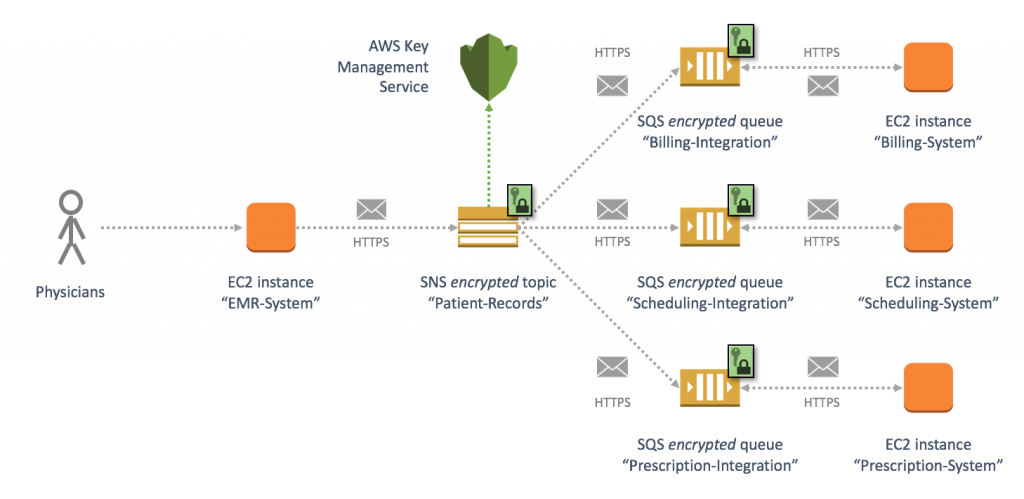 AWS Key
Management
Service
HTTPS
HTTPS
SQS encrypted queue
“Billing-Integration”
EC2 instance
“Billing-System”
Physicians
HTTPS
EC2 instance
“EMR-System”
SNS encrypted topic
“Patient-Records”
HTTPS
HTTPS
SQS encrypted queue
“Scheduling-Integration”
EC2 instance
“Scheduling-System”
HTTPS
HTTPS
SQS encrypted queue
“Prescription-Integration”
EC2 instance
“Prescription-System”